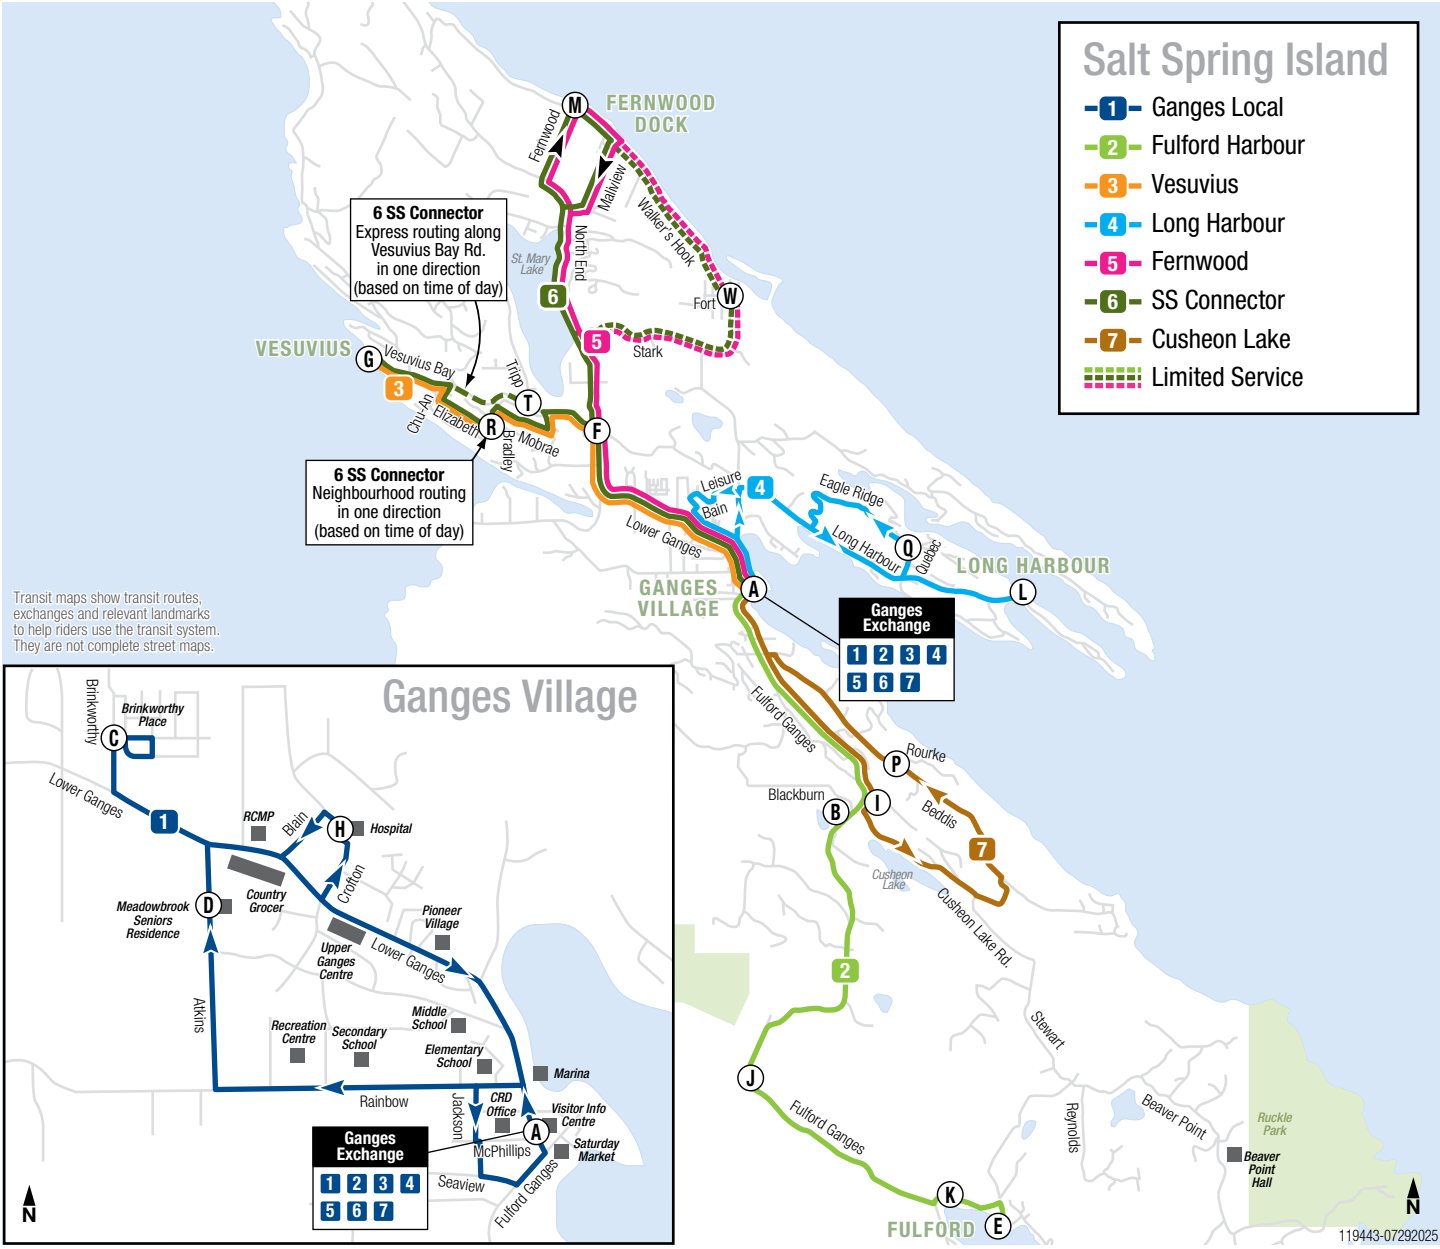 Salt Spring Island
1 Ganges Local
2 Fulford Harbour
3 Vesuvius
4 Long Harbour
5 Fernwood
6 SS Connector
7 Cusheon Lake
Limited Service
M
FERNWOOD
DOCK
Fernwood
Maliview
Walker's Hook
North End
St. Mary
Lake
6
W
Fort
5
Stark
6 SS Connector
Express routing along
Vesuvius Bay Rd.
in one direction
(based on time of day)
VESUVIUS
G
Vesuvius Bay
3
Tripp
T
Chu-An
Elizabeth
R
Bradley
Mobrae
F
6 SS Connector
Neighbourhood routing
in one direction
(based on time of day)
Leisure
4
Bain
Lower Ganges
Eagle Ridge
Long Harbour
Q
Quebec
LONG HARBOUR
L
GANGES
VILLAGE
A
Ganges
Exchange
1 2 3 4
5 6 7
Transit maps show transit routes,
exchanges and relevant landmarks
to help riders use the transit system.
They are not complete street maps.
Fulford Ganges
Rourke
P
Blackburn
B
I
Beddis
7
Cusheon
Lake
Cusheon Lake Rd.
2
Stewart
J
Fulford Ganges
Reynolds
Beaver Point
Ruckle
Park
Beaver
Point
Hall
K
FULFORD
E
N
119443-07292025
Ganges Village
Brinkworthy
C
Brinkworthy
Place
Lower Ganges
1
RCMP
Blain
H
Hospital
Crofton
Country
Grocer
Meadowbrook
Seniors
Residence
D
Pioneer
Village
Upper
Ganges
Centre
Lower Ganges
Atkins
Middle
School
Recreation
Centre
Secondary
School
Elementary
School
Marina
Rainbow
Jackson
CRD
Office
Visitor Info
Centre
A
McPhillips
Saturday
Market
Seaview
Fulford Ganges
Ganges
Exchange
1 2 3 4
5 6 7
N